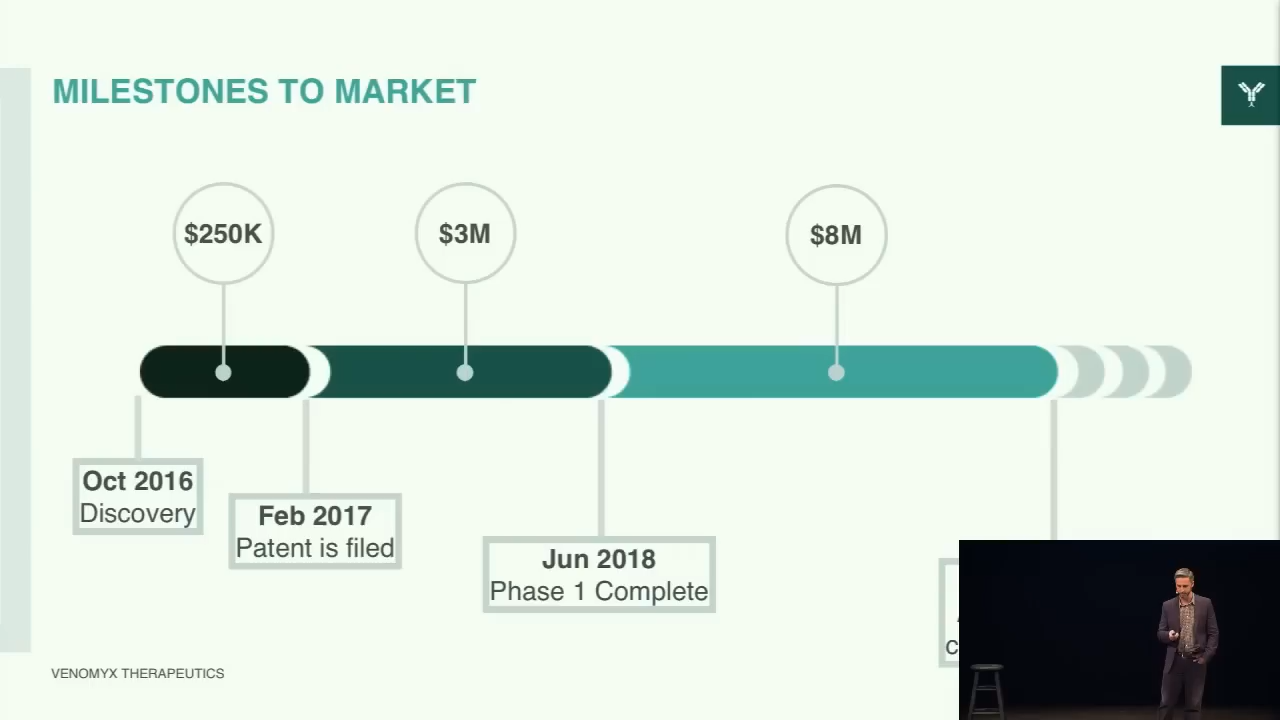 MILESTONES TO MARKET
$250K
$3M
$8M
Oct 2016
Discovery
Feb 2017
Patent is filed
Jun 2018
Phase 1 Complete
VENOMYX THERAPEUTICS